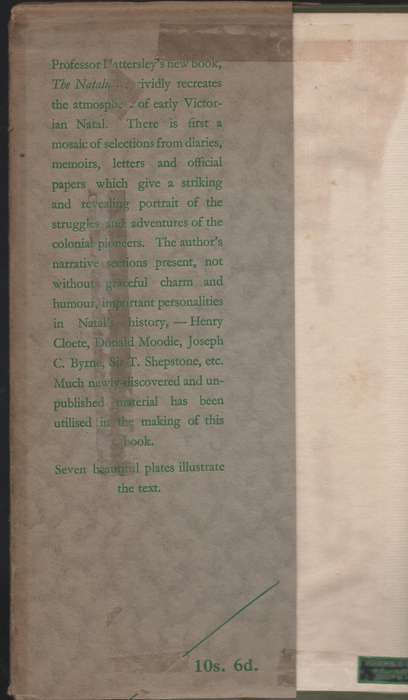 Professor Hattersley's new book,
The Natalians, vividly recreates
the atmosphere of early Victor-
ian Natal. There is first a
mosaic of selections from diaries,
memoirs, letters and official
papers which give a striking
and revealing portrait of the
struggles and adventures of the
colonial pioneers. The author's
narrative sections present, not
without graceful charm and
humour, important personalities
in Natal's history, — Henry
Cloete, Donald Moodie, Joseph
C. Byrne, Sir T. Shepstone, etc.
Much newly discovered and un-
published material has been
utilised in the making of this
book.
Seven beautiful plates illustrate
the text.
10s. 6d.